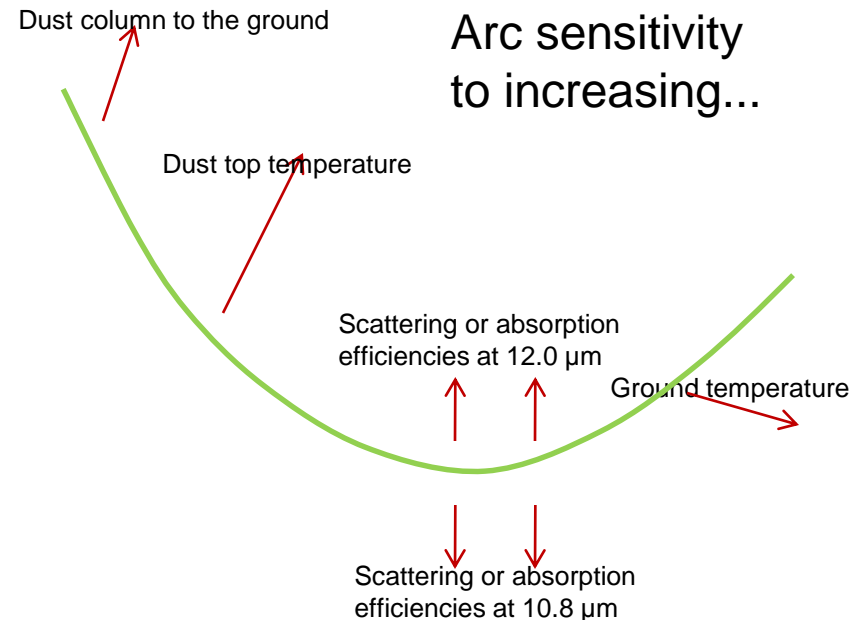 Dust column to the ground
Arc sensitivity
to increasing...
Dust top temperature
Scattering or absorption
efficiencies at 12.0 µm
Ground temperature
Scattering or absorption
efficiencies at 10.8 µm